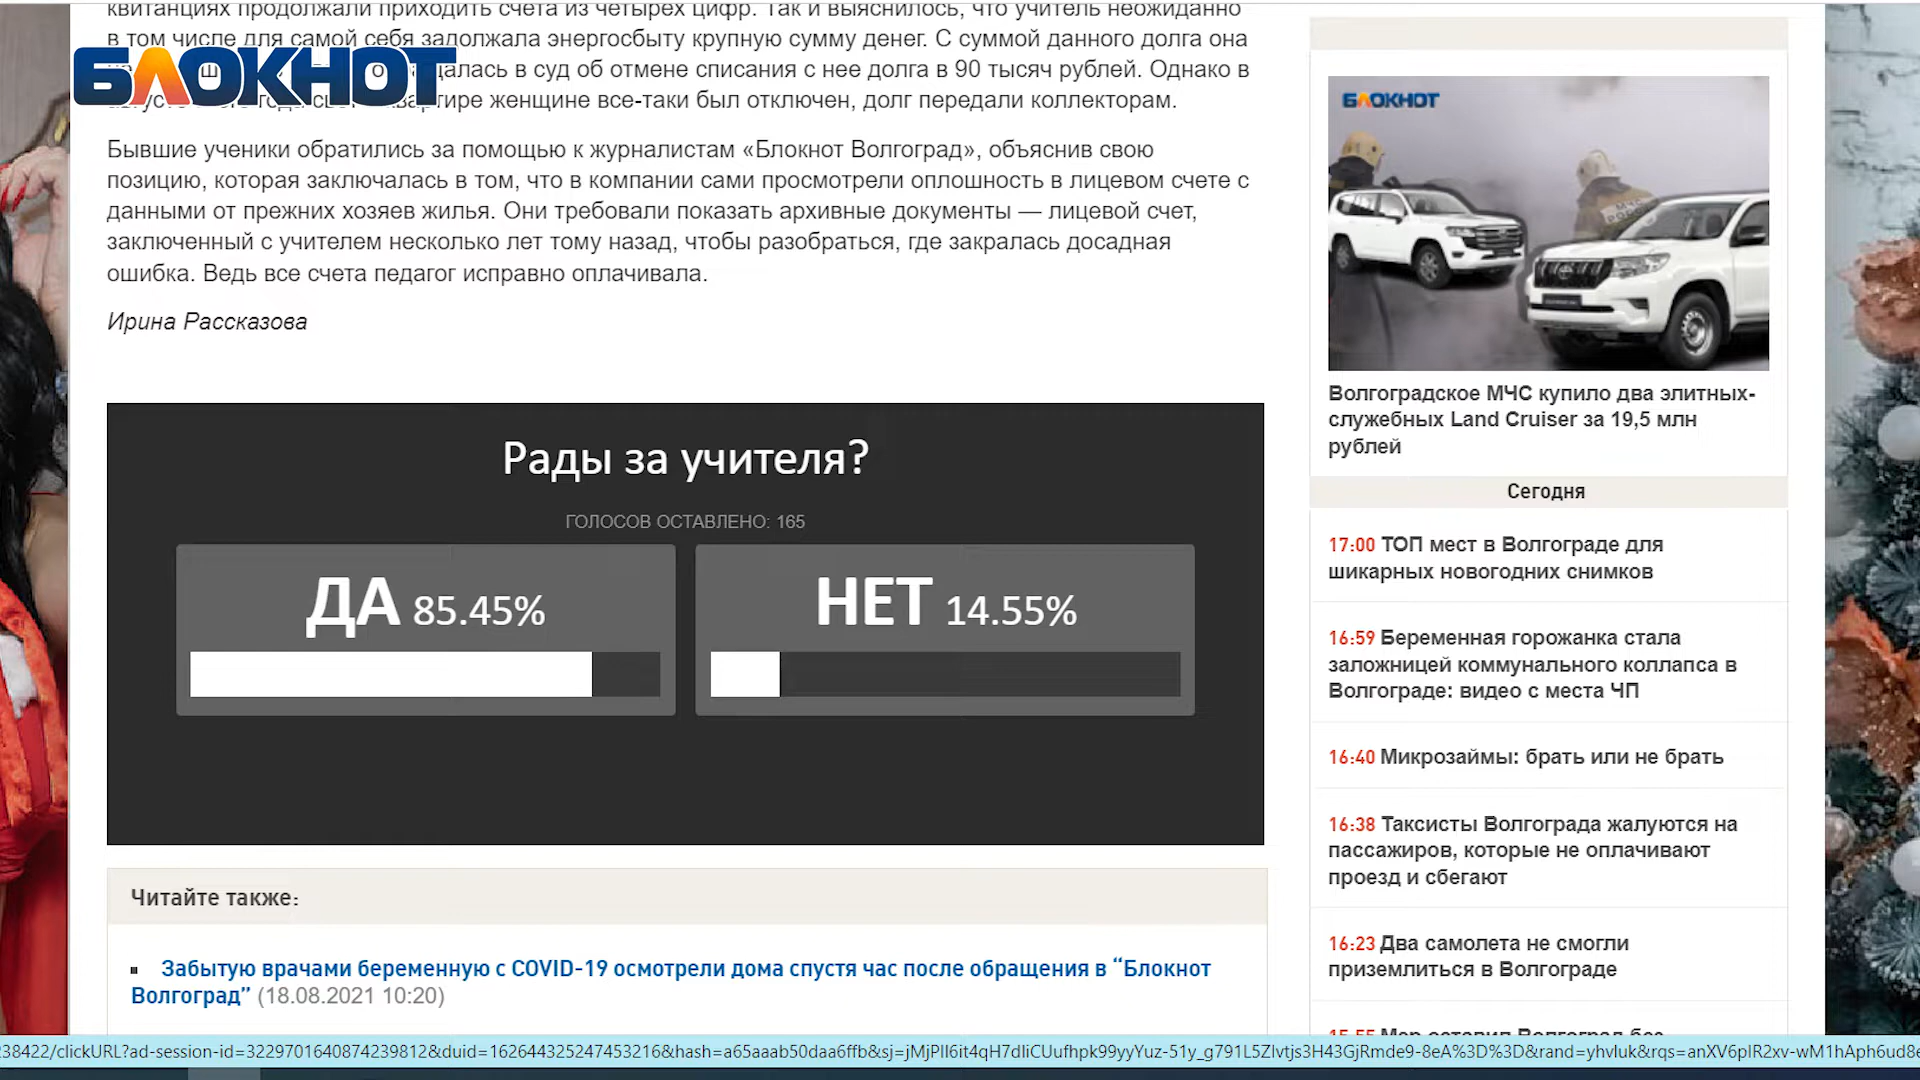 квитанциях продолжали приходить счета из четырех цифр. Так и выяснилось, что учитель неожиданно
в том числе для самой себя задолжала энергосбыту крупную сумму денег. С суммой данного долга она
БЛОКНОТ
в суд об отмене списания с нее долга в 90 тысяч рублей. Однако в
женщине все-таки был отключен, долг передали коллекторам.
Бывшие ученики обратились за помощью к журналистам «Блокнот Волгоград», объяснив свою
позицию, которая заключалась в том, что в компании сами просмотрели оплошность в лицевом счете с
данными от прежних хозяев жилья. Они требовали показать архивные документы — лицевой счет,
заключенный с учителем несколько лет тому назад, чтобы разобраться, где закралась досадная
ошибка. Ведь все счета педагог исправно оплачивала.
Ирина Рассказова
Рады за учителя?
ГОЛОСОВ ОСТАВЛЕНО: 165
ДА 85.45%
НЕТ 14.55%
Читайте также:
Забытую врачами беременную с COVID-19 осмотрели дома спустя час после обращения в “Блокнот
Волгоград” (18.08.2021 10:20)
БЛОКНОТ
Волгоградское МЧС купило два элитных-
служебных Land Cruiser за 19,5 млн
рублей
Сегодня
17:00 ТОП мест в Волгограде для
шикарных новогодних снимков
16:59 Беременная горожанка стала
заложницей коммунального коллапса в
Волгограде: видео с места ЧП
16:40 Микрозаймы: брать или не брать
16:38 Таксисты Волгограда жалуются на
пассажиров, которые не оплачивают
проезд и сбегают
16:23 Два самолета не смогли
приземлиться в Волгограде
238422/clickURL?ad-session-id=3229701640874239812&duid=162644325247453216&hash=a65aaab50daa6ffb&sj=jMjPlI6it4qH7dIiCUufhpk99yyYuz-51y_g791L5Zlvtjs3H43GjRmde9-8eA%3D%3D&rand=yhvluk&rqs=anXV6pIR2xv-wM1hAph6ud8e